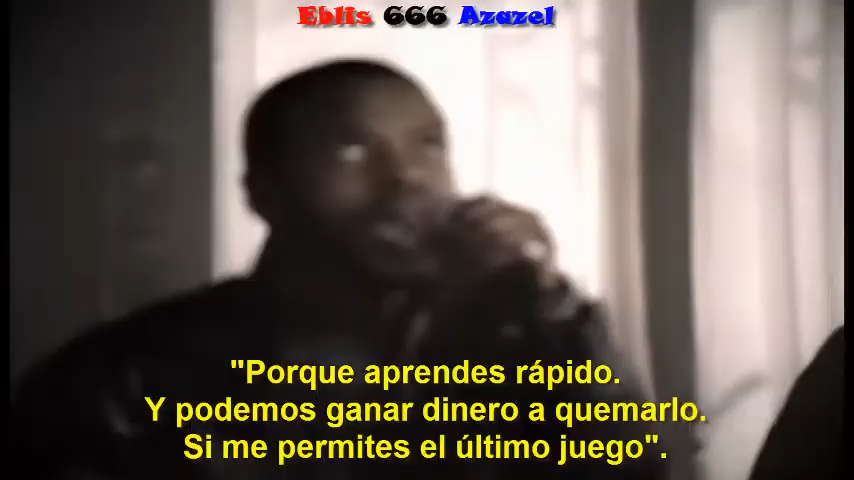 Eblis 666 Azazel
"Porque aprendes rápido.
Y podemos ganar dinero a quemarlo.
Si me permites el último juego".